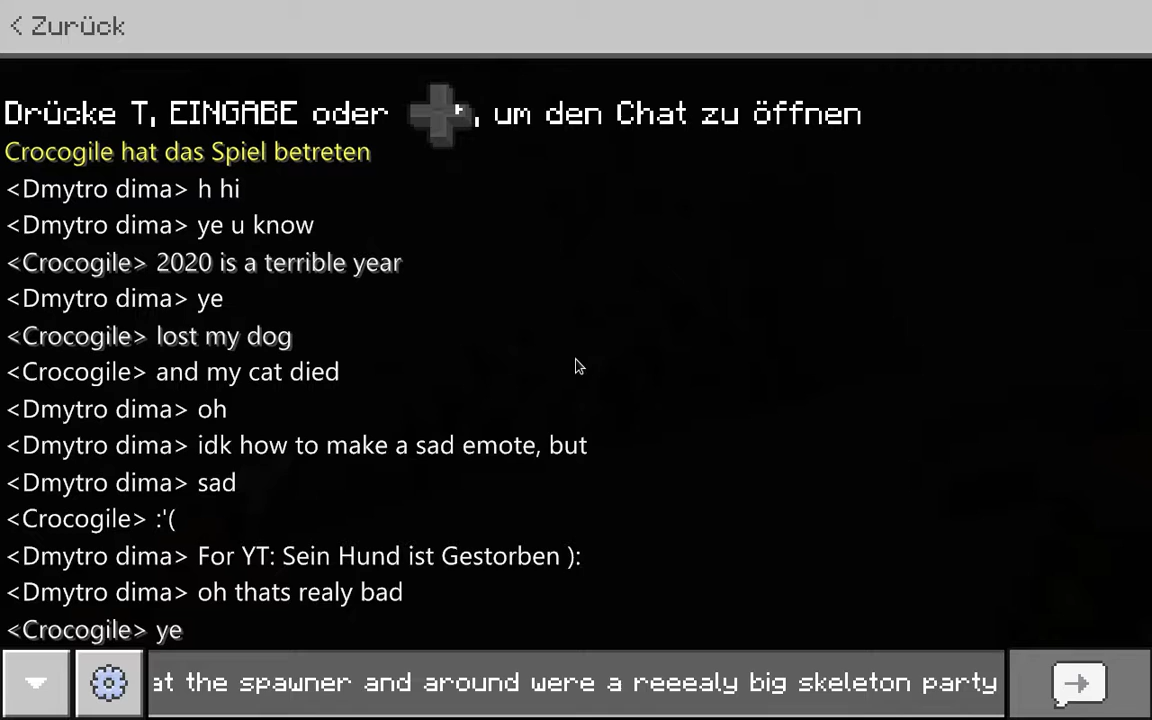 < Zurück
Drücke T, EINGABE oder , um den Chat zu öffnen
Crocogile hat das Spiel betreten
<Dmytro dima> h hi
<Dmytro dima> ye u know
<Crocogile> 2020 is a terrible year
<Dmytro dima> ye
<Crocogile> lost my dog
<Crocogile> and my cat died
<Dmytro dima> oh
<Dmytro dima> idk how to make a sad emote, but
<Dmytro dima> sad
<Crocogile> :'(
<Dmytro dima> For YT: Sein Hund ist Gestorben ):
<Dmytro dima> oh thats realy bad
<Crocogile> ye
at the spawner and around were a reeealy big skeleton party